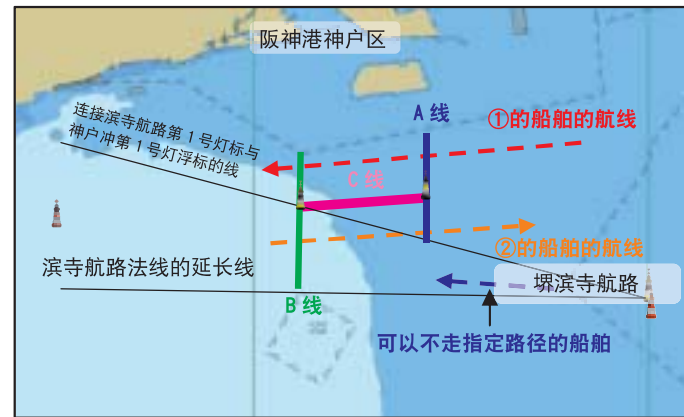 阪神港神户区
连接滨寺航路第1号灯标与
神户冲第1号灯浮标的线
A 线
①的船舶的航线
C 线
②的船舶的航线
滨寺航路法线的延长线
堺滨寺航路
B 线
可以不走指定路径的船舶